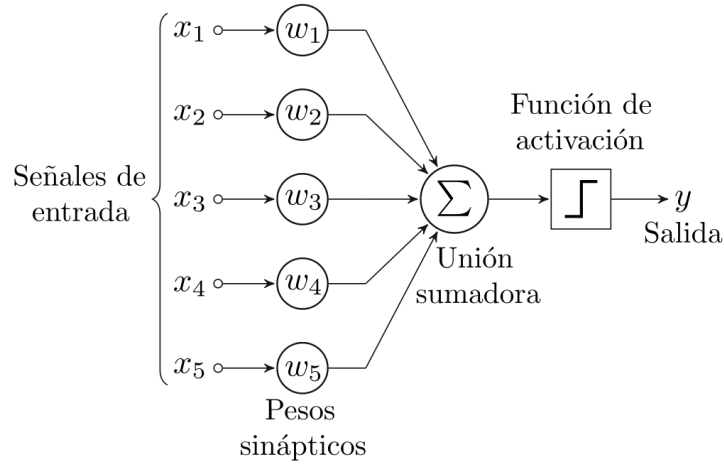 x₁ w₁
x₂ w₂
Función de
activación
Señales de
entrada
x₃ w₃ Σ y
Salida
Unión
sumadora
x₄ w₄
x₅ w₅
Pesos
sinápticos